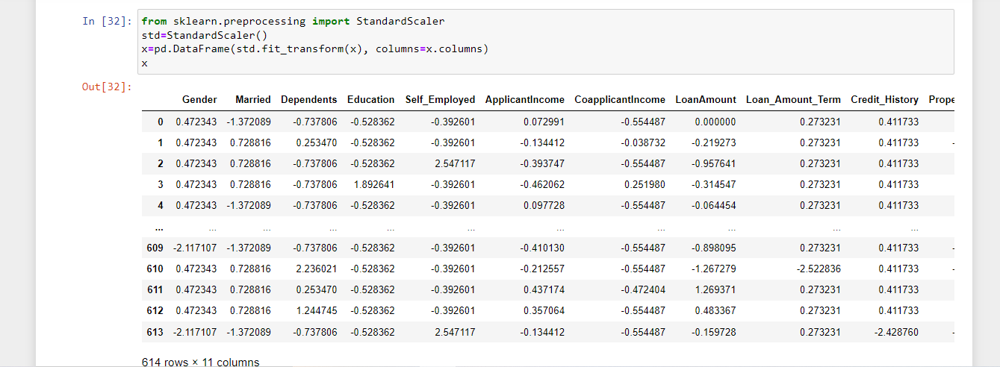 In [32]: from sklearn.preprocessing import StandardScaler
std=StandardScaler()
x=pd.DataFrame(std.fit_transform(x), columns=x.columns)
x
Out[32]:
Gender Married Dependents Education Self_Employed ApplicantIncome CoapplicantIncome LoanAmount Loan_Amount_Term Credit_History Prope
0 0.472343 -1.372089 -0.737806 -0.528362 -0.392601 0.072991 -0.554487 0.000000 0.273231 0.411733
1 0.472343 0.728816 0.253470 -0.528362 -0.392601 -0.134412 -0.038732 -0.219273 0.273231 0.411733 -
2 0.472343 0.728816 -0.737806 -0.528362 2.547117 -0.393747 -0.554487 -0.957641 0.273231 0.411733
3 0.472343 0.728816 -0.737806 1.892641 -0.392601 -0.462062 0.251980 -0.314547 0.273231 0.411733
4 0.472343 -1.372089 -0.737806 -0.528362 -0.392601 0.097728 -0.554487 -0.064454 0.273231 0.411733
... ... ... ... ... ... ... ... ... ... ...
609 -2.117107 -1.372089 -0.737806 -0.528362 -0.392601 -0.410130 -0.554487 -0.898095 0.273231 0.411733 -
610 0.472343 0.728816 2.236021 -0.528362 -0.392601 -0.212557 -0.554487 -1.267279 -2.522836 0.411733 -
611 0.472343 0.728816 0.253470 -0.528362 -0.392601 0.437174 -0.472404 1.269371 0.273231 0.411733
612 0.472343 0.728816 1.244745 -0.528362 -0.392601 0.357064 -0.554487 0.483367 0.273231 0.411733
613 -2.117107 -1.372089 -0.737806 -0.528362 2.547117 -0.134412 -0.554487 -0.159728 0.273231 -2.428760 -
614 rows × 11 columns